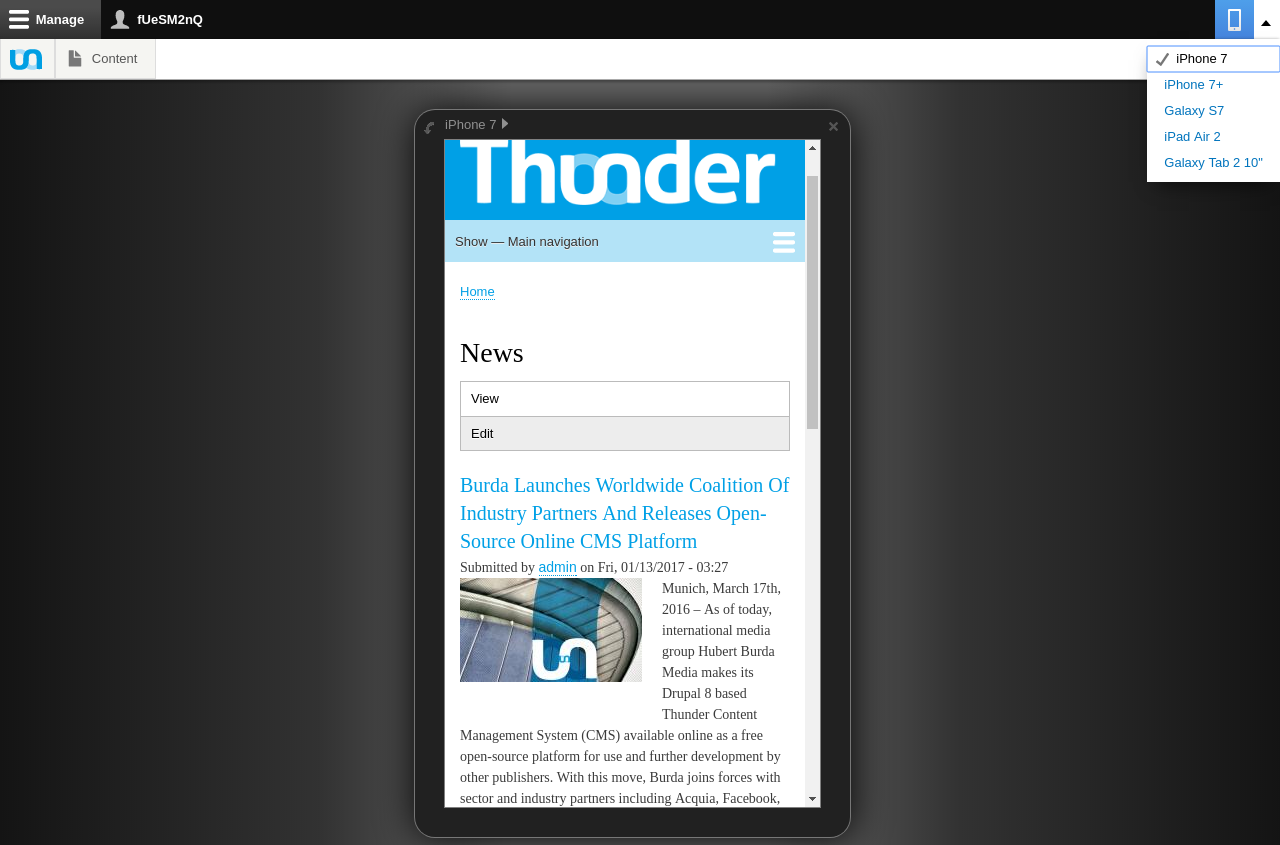 Manage
fUeSM2nQ
Content
iPhone 7
iPhone 7+
Galaxy S7
iPad Air 2
Galaxy Tab 2 10"
iPhone 7
Thunder
Show — Main navigation
Home
News
View
Edit
Burda Launches Worldwide Coalition Of
Industry Partners And Releases Open-
Source Online CMS Platform
Submitted by admin on Fri, 01/13/2017 - 03:27
Munich, March 17th,
2016 – As of today,
international media
group Hubert Burda
Media makes its
Drupal 8 based
Thunder Content
Management System (CMS) available online as a free
open-source platform for use and further development by
other publishers. With this move, Burda joins forces with
sector and industry partners including Acquia, Facebook,